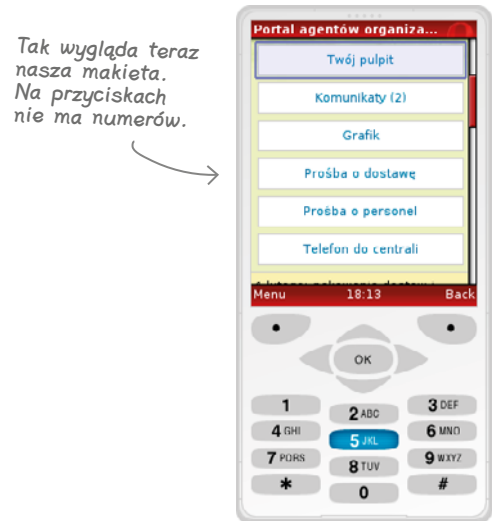 Tak wygląda teraz
nasza makieta.
Na przyciskach
nie ma numerów.
Portal agentów organiza...
Twój pulpit
Komunikaty (2)
Grafik
Prośba o dostawę
Prośba o personel
Telefon do centrali
Menu 18:13 Back
OK
1 2 ABC 3 DEF
4 GHI 5 JKL 6 MNO
7 PQRS 8 TUV 9 WXYZ
* 0 #